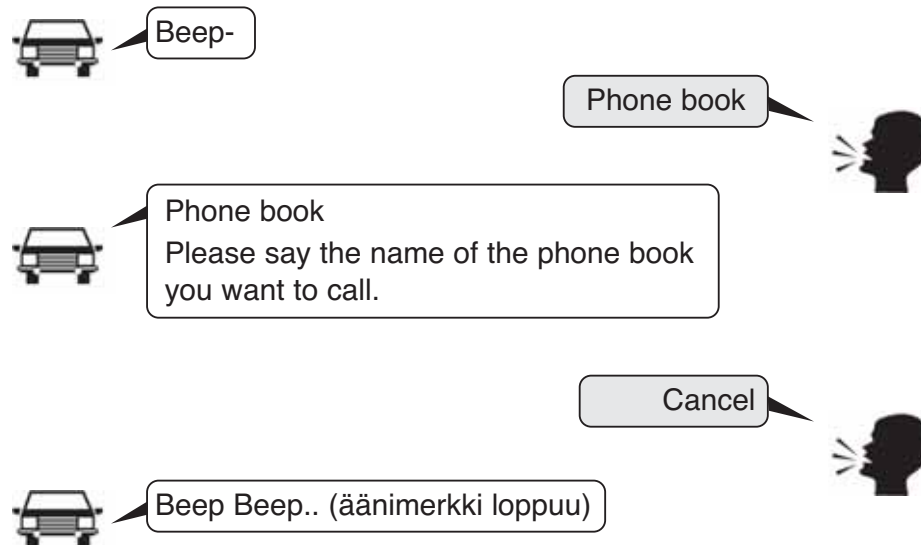 Beep-
Phone book
Phone book
Please say the name of the phone book
you want to call.
Cancel
Beep Beep.. (äänimerkki loppuu)